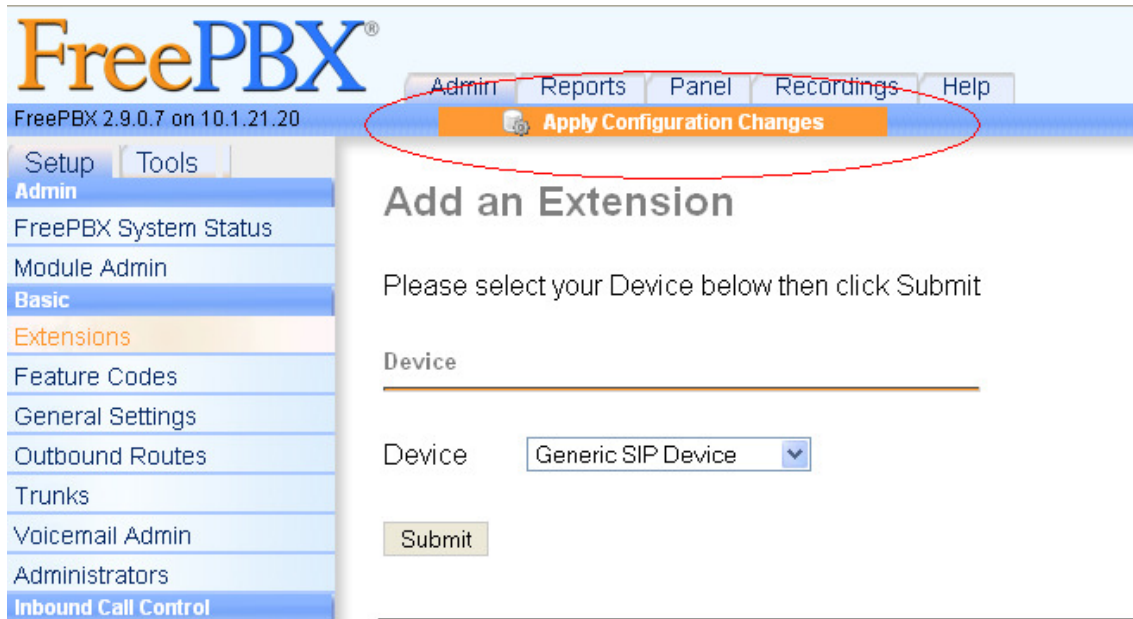 FreePBX®
Admin Reports Panel Recordings Help
FreePBX 2.9.0.7 on 10.1.21.20
Apply Configuration Changes
Setup Tools
Admin
FreePBX System Status
Module Admin
Basic
Extensions
Feature Codes
General Settings
Outbound Routes
Trunks
Voicemail Admin
Administrators
Inbound Call Control
Add an Extension
Please select your Device below then click Submit
Device
Device Generic SIP Device
Submit